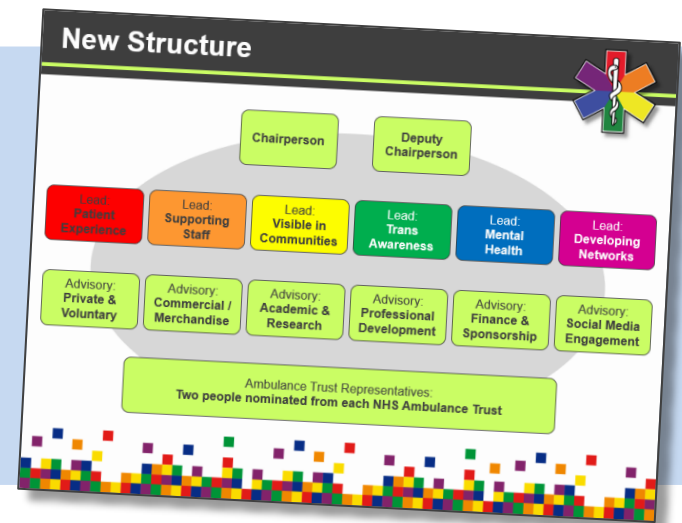 New Structure
Chairperson
Deputy
Chairperson
Lead:
Patient
Experience
Lead:
Supporting
Staff
Lead:
Visible in
Communities
Lead:
Trans
Awareness
Lead:
Mental
Health
Lead:
Developing
Networks
Advisory:
Private &
Voluntary
Advisory:
Commercial /
Merchandise
Advisory:
Academic &
Research
Advisory:
Professional
Development
Advisory:
Finance &
Sponsorship
Advisory:
Social Media
Engagement
Ambulance Trust Representatives:
Two people nominated from each NHS Ambulance Trust